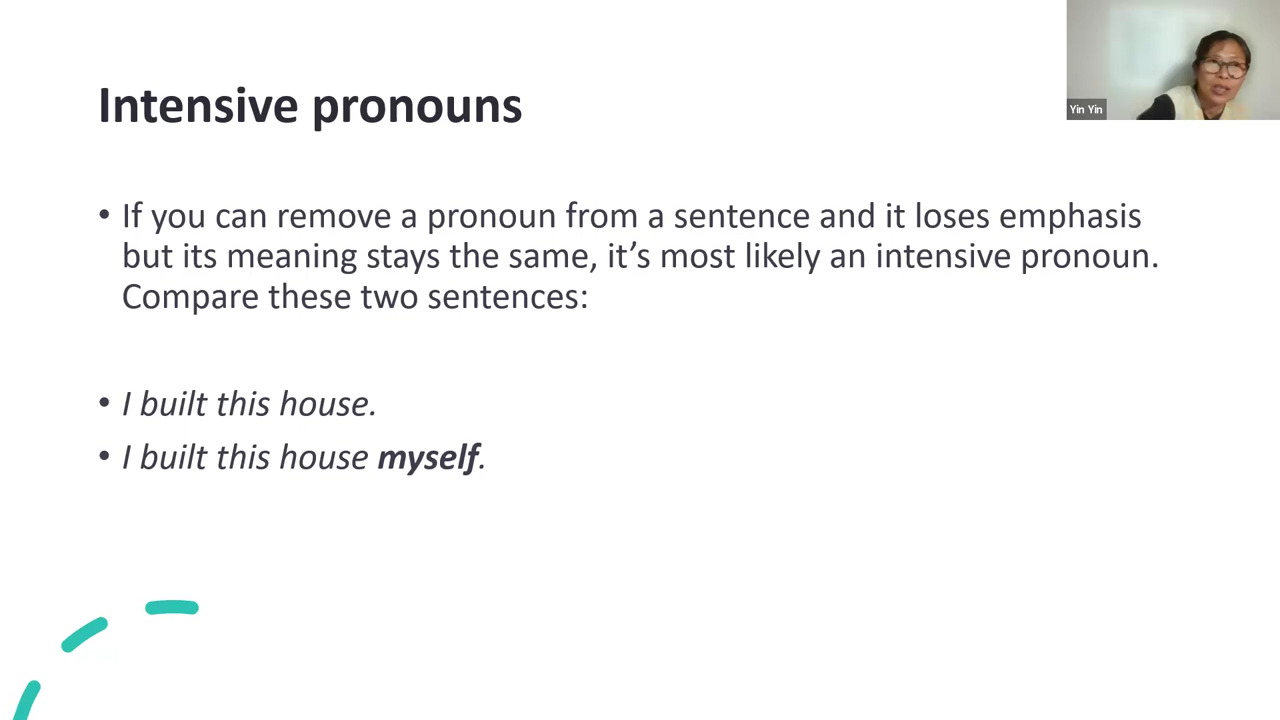 Intensive pronouns
Yin Yin
• If you can remove a pronoun from a sentence and it loses emphasis
but its meaning stays the same, it’s most likely an intensive pronoun.
Compare these two sentences:
• I built this house.
• I built this house myself.